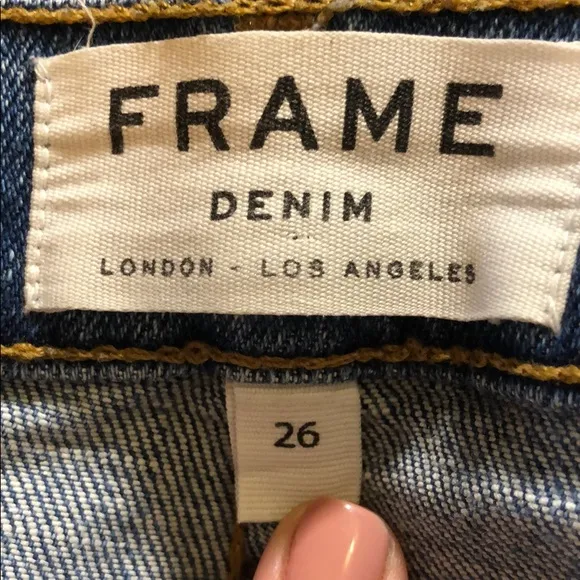 FRAME
DENIM
LONDON - LOS ANGELES
26